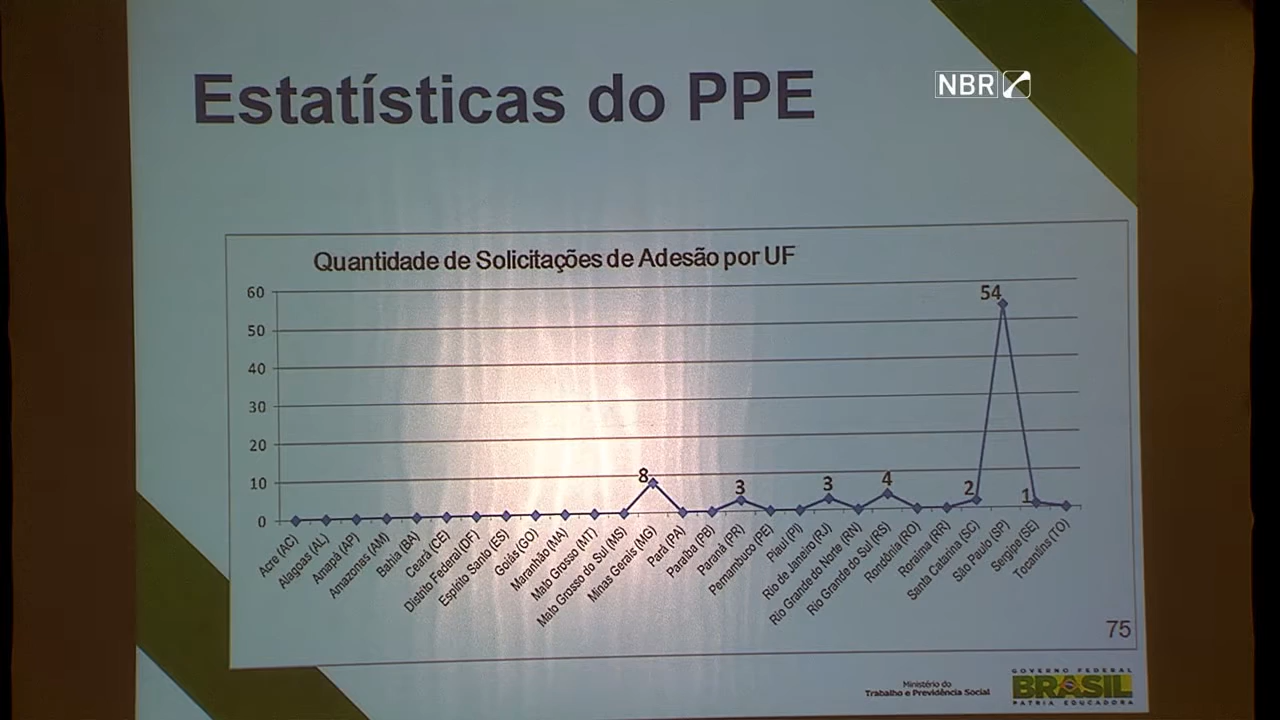 Estatísticas do PPE
NBR
Quantidade de Solicitações de Adesão por UF
60
50
40
30
20
10
0
8
3
3
4
2
54
1
Acre (AC)
Alagoas (AL)
Amapá (AP)
Amazonas (AM)
Bahia (BA)
Ceará (CE)
Distrito Federal (DF)
Espírito Santo (ES)
Goiás (GO)
Maranhão (MA)
Mato Grosso (MT)
Mato Grosso do Sul (MS)
Minas Gerais (MG)
Pará (PA)
Paraíba (PB)
Paraná (PR)
Pernambuco (PE)
Piauí (PI)
Rio de Janeiro (RJ)
Rio Grande do Norte (RN)
Rio Grande do Sul (RS)
Rondônia (RO)
Roraima (RR)
Santa Catarina (SC)
São Paulo (SP)
Sergipe (SE)
Tocantins (TO)
75
Ministério do
Trabalho e Previdência Social
GOVERNO FEDERAL
BRASIL
PÁTRIA EDUCADORA